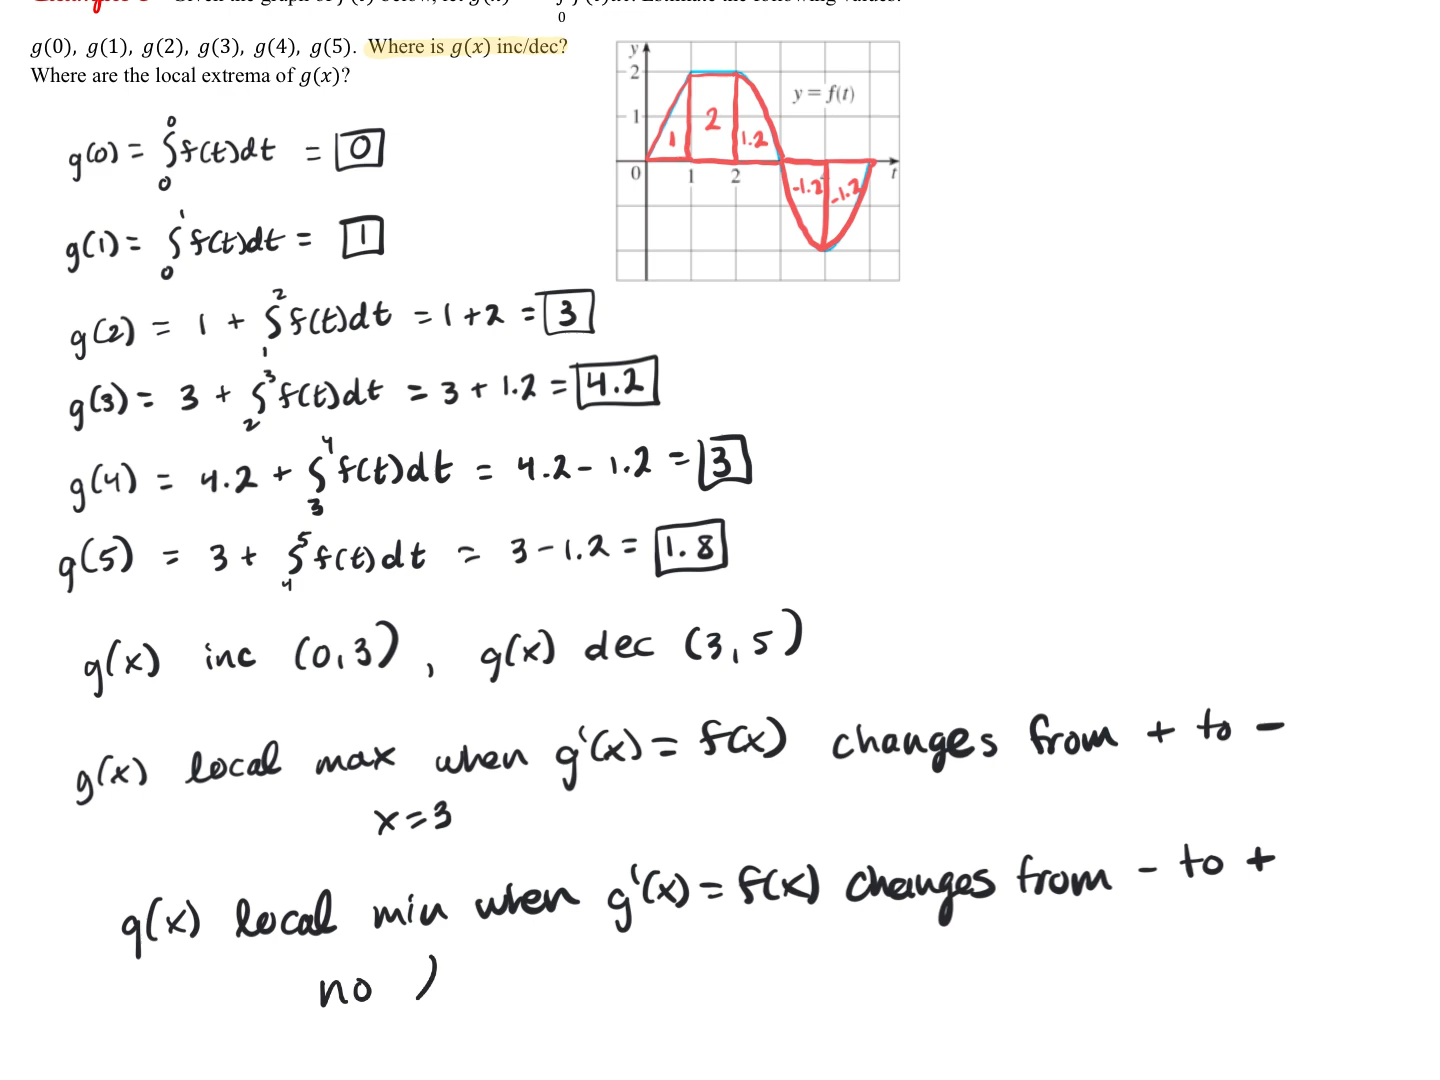 0
g(0), g(1), g(2), g(3), g(4), g(5). Where is g(x) inc/dec?
Where are the local extrema of g(x)?
y
2
1
0
1
2
t
y = f(t)
1
2
1.2
-1.2
-1.2
g(0) = ∫₀⁰ f(t)dt = 0
g(1) = ∫₀¹ f(t)dt = 1
g(2) = 1 + ∫₁² f(t)dt = 1 + 2 = 3
g(3) = 3 + ∫₂³ f(t)dt = 3 + 1.2 = 4.2
g(4) = 4.2 + ∫₃⁴ f(t)dt = 4.2 - 1.2 = 3
g(5) = 3 + ∫₄⁵ f(t)dt = 3 - 1.2 = 1.8
g(x) inc (0,3), g(x) dec (3,5)
g(x) local max when g'(x) = f(x) changes from + to -
x=3
g(x) local min when g'(x) = f(x) changes from - to +
no )